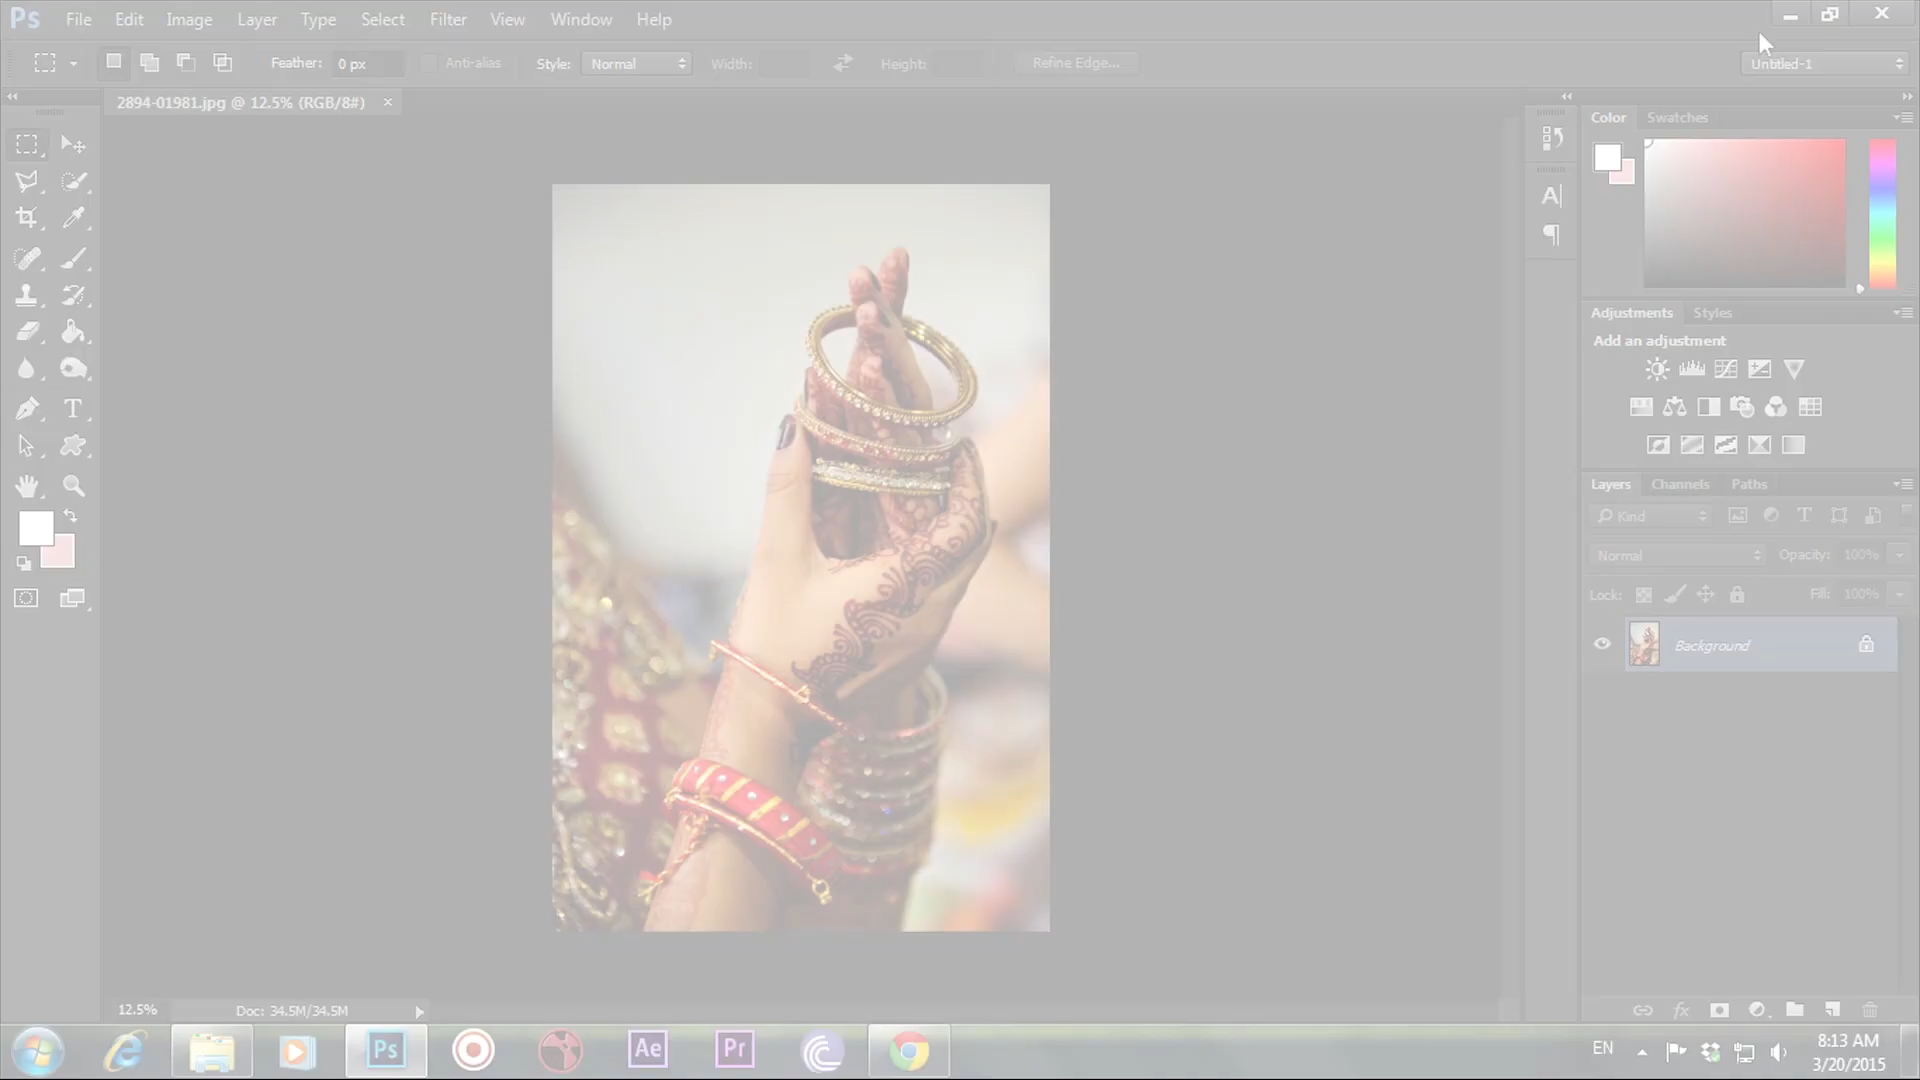 Ps File Edit Image Layer Type Select Filter View Window Help
Feather: 0 px Anti-alias Style: Normal Width: Height: Refine Edge... Untitled-1
2894-01981.jpg @ 12.5% (RGB/8#) ×
Color Swatches
A|
Adjustments Styles
Add an adjustment
T
Layers Channels Paths
Kind T
Normal Opacity: 100%
Lock: Fill: 100%
Background
12.5% Doc: 34.5M/34.5M
fx
Ps Ae Pr EN 8:13 AM
3/20/2015